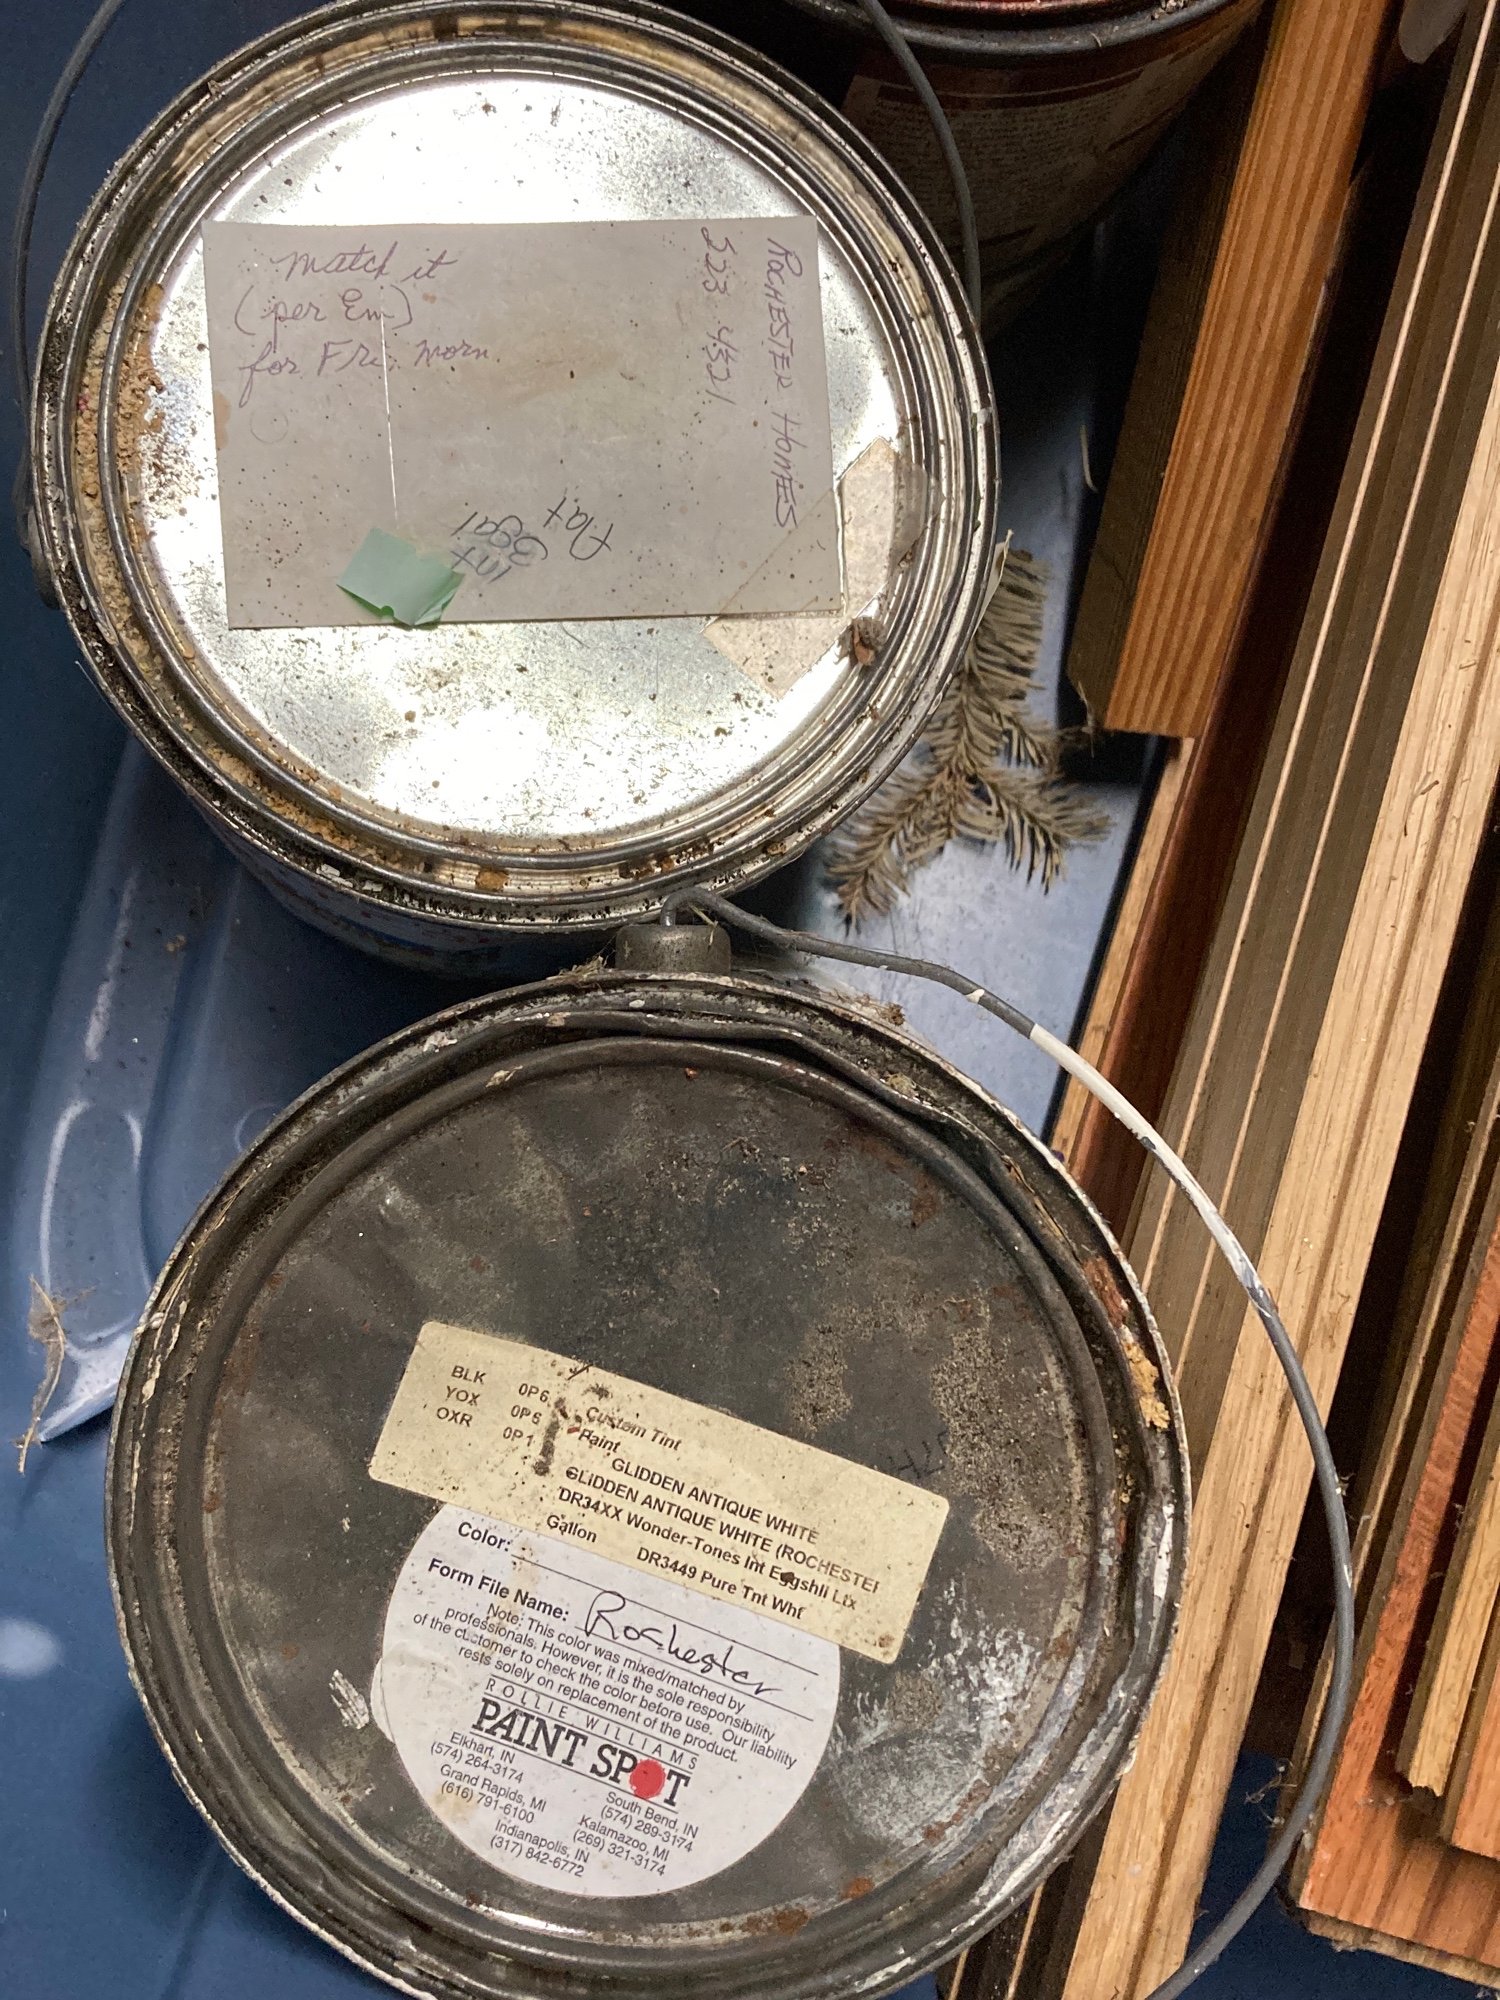 Match it
(per Em)
for Fri. morn.
ROCHESTER HOMES
223 4321
Int
3gal
Flat
BLK 0P6
YOX 0P6
OXR 0P1
Custom Tint
Paint
GLIDDEN ANTIQUE WHITE
GLIDDEN ANTIQUE WHITE (ROCHESTER
DR34XX Wonder-Tones Int Eggshll Ltx
Gallon DR3449 Pure Tnt Wht
Color:
Form File Name: Rochester
Note: This color was mixed/matched by
professionals. However, it is the sole responsibility
of the customer to check the color before use. Our liability
rests solely on replacement of the product.
ROLLIE WILLIAMS
PAINT SPOT
Elkhart, IN
(574) 264-3174
Grand Rapids, MI
(616) 791-6100
Indianapolis, IN
(317) 842-6772
South Bend, IN
(574) 289-3174
Kalamazoo, MI
(269) 321-3174